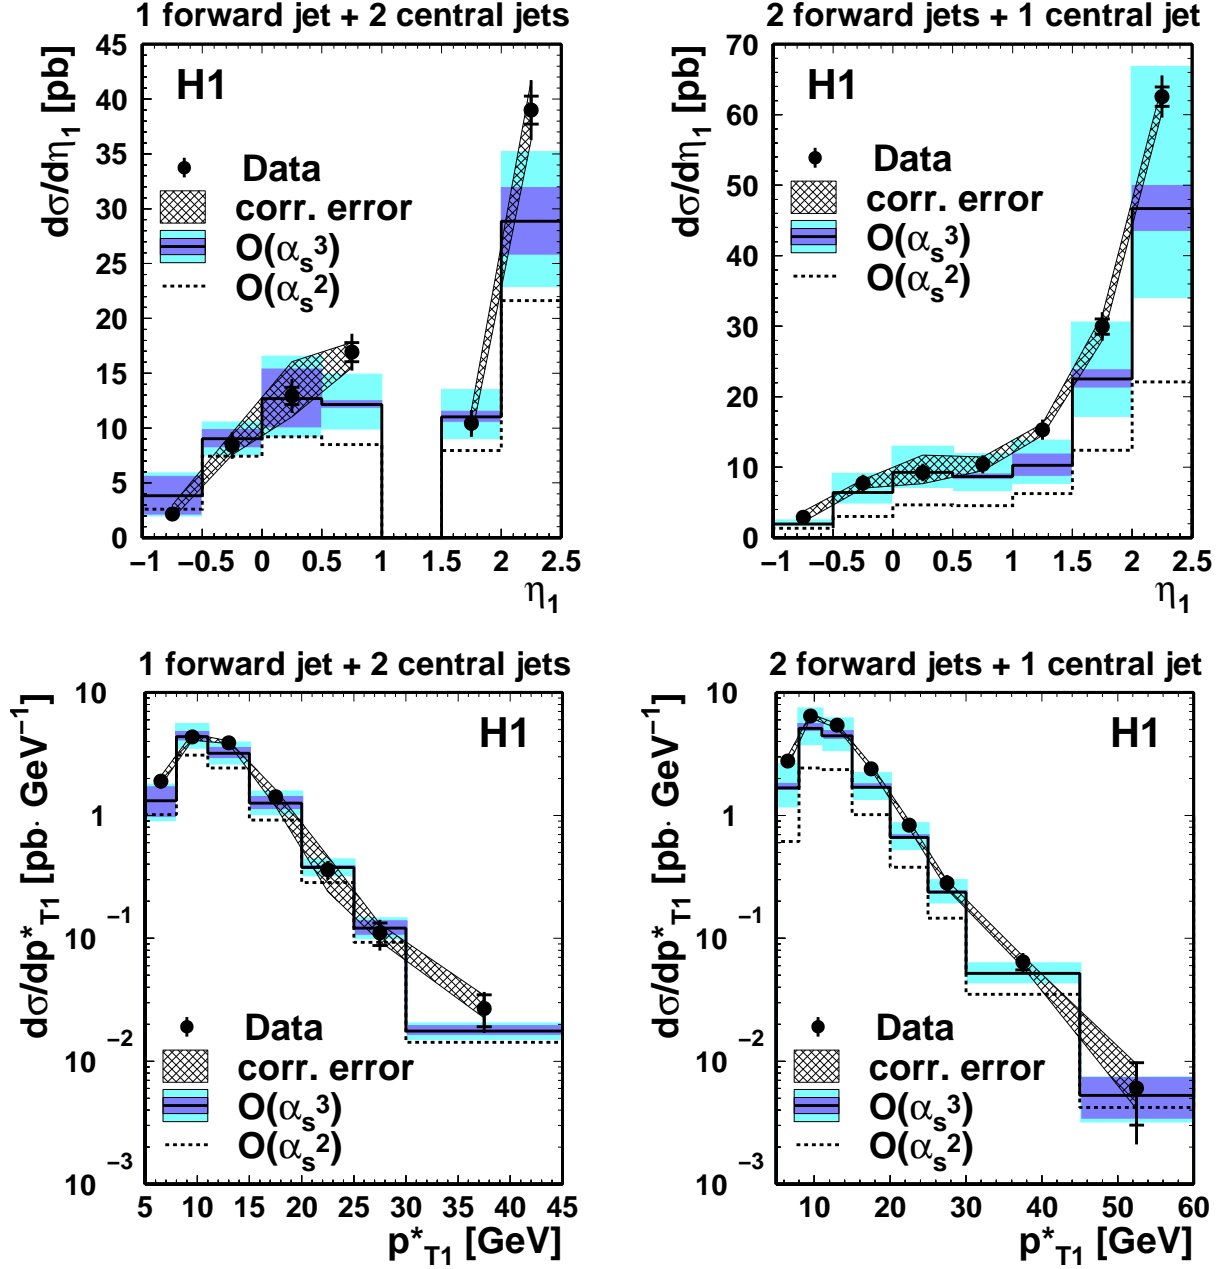 1 forward jet + 2 central jets
dσ/dη1 [pb]
45
40
35
30
25
20
15
10
5
0
H1
Data
corr. error
O(αs3)
O(αs2)
−1 −0.5 0 0.5 1 1.5 2 2.5
η1
2 forward jets + 1 central jet
dσ/dη1 [pb]
70
60
50
40
30
20
10
0
H1
Data
corr. error
O(αs3)
O(αs2)
−1 −0.5 0 0.5 1 1.5 2 2.5
η1
1 forward jet + 2 central jets
dσ/dp*T1 [pb· GeV−1]
10
1
10−1
10−2
10−3
H1
Data
corr. error
O(αs3)
O(αs2)
5 10 15 20 25 30 35 40 45
p*T1 [GeV]
2 forward jets + 1 central jet
dσ/dp*T1 [pb· GeV−1]
10
1
10−1
10−2
10−3
H1
Data
corr. error
O(αs3)
O(αs2)
10 20 30 40 50 60
p*T1 [GeV]